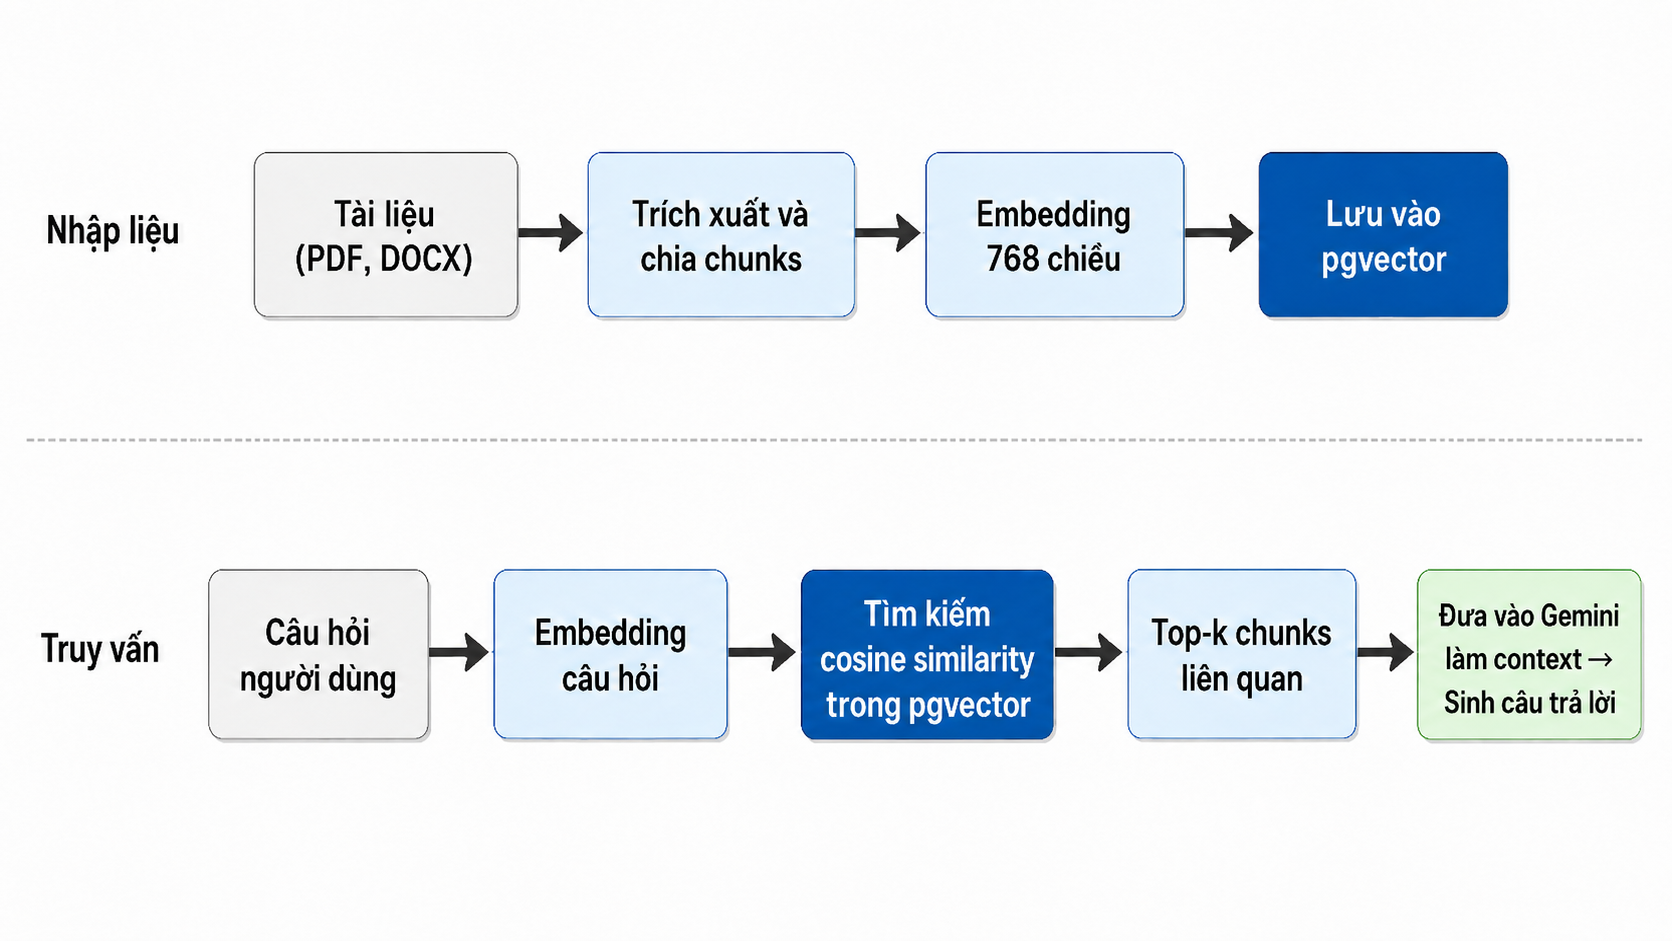 Nhập liệu
Tài liệu
(PDF, DOCX)
Trích xuất và
chia chunks
Embedding
768 chiều
Lưu vào
pgvector
Truy vấn
Câu hỏi
người dùng
Embedding
câu hỏi
Tìm kiếm
cosine similarity
trong pgvector
Top-k chunks
liên quan
Đưa vào Gemini
làm context →
Sinh câu trả lời